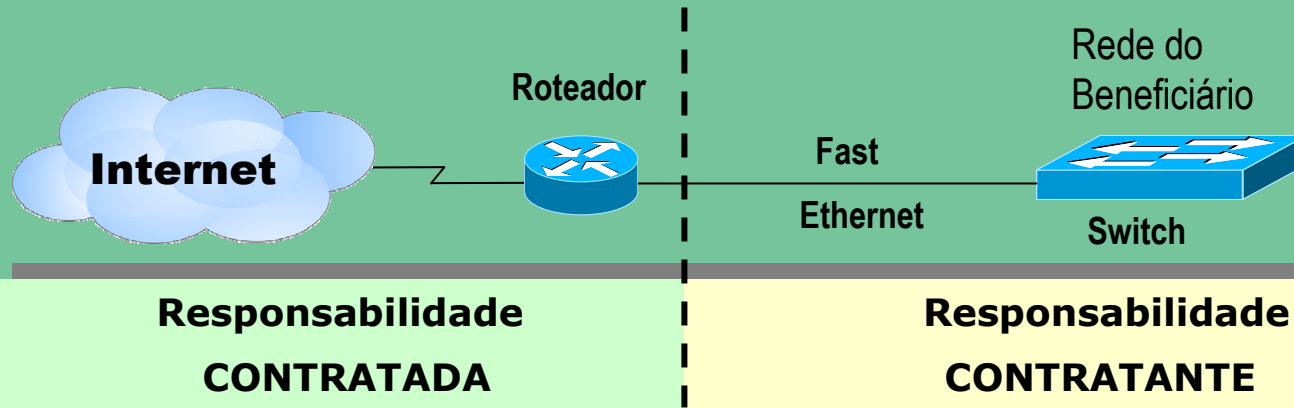 Internet
Roteador
Fast
Ethernet
Rede do
Beneficiário
Switch
Responsabilidade
CONTRATADA
Responsabilidade
CONTRATANTE